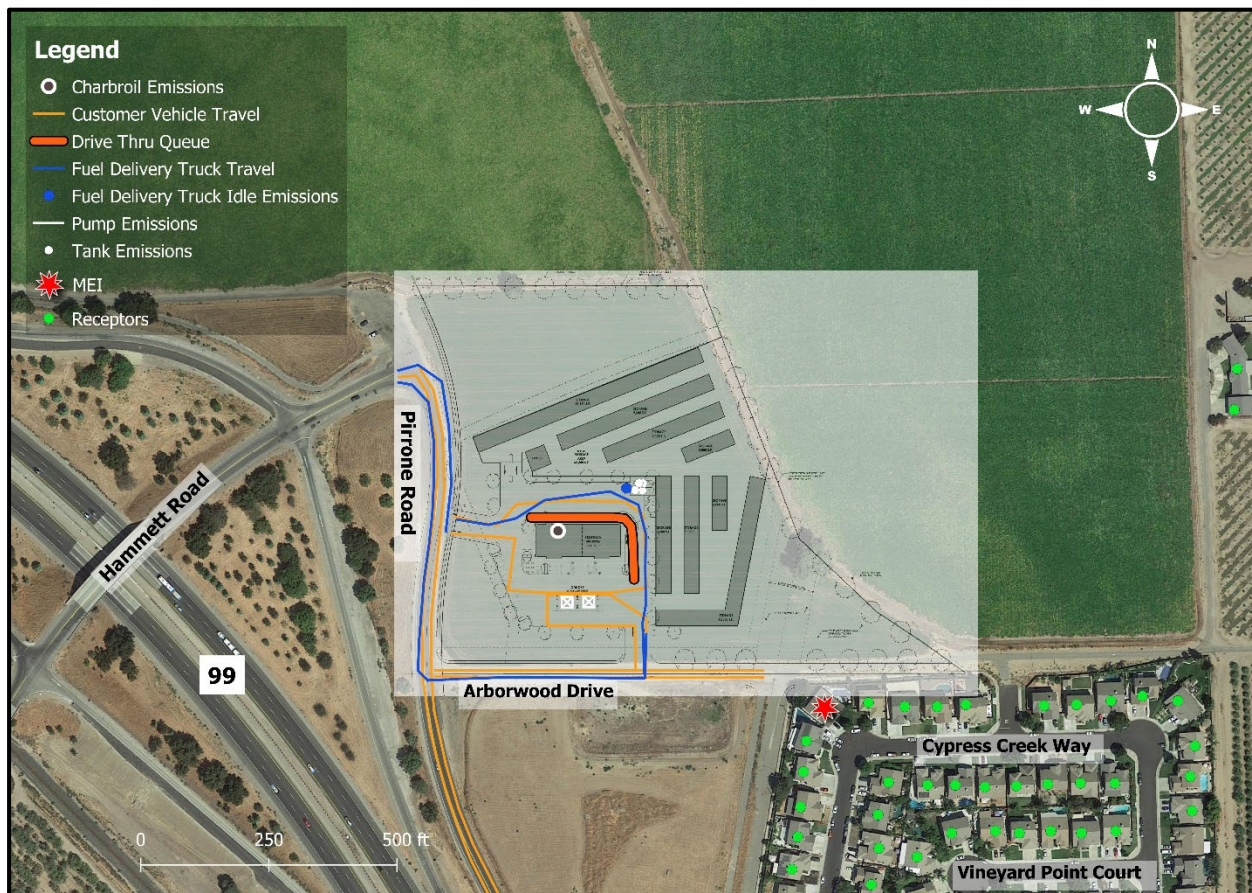 Legend
Charbroil Emissions
Customer Vehicle Travel
Drive Thru Queue
Fuel Delivery Truck Travel
Fuel Delivery Truck Idle Emissions
Pump Emissions
Tank Emissions
MEI
Receptors
N
W
E
S
Pirrone Road
Hammett Road
99
Arborwood Drive
Cypress Creek Way
Vineyard Point Court
0
250
500 ft